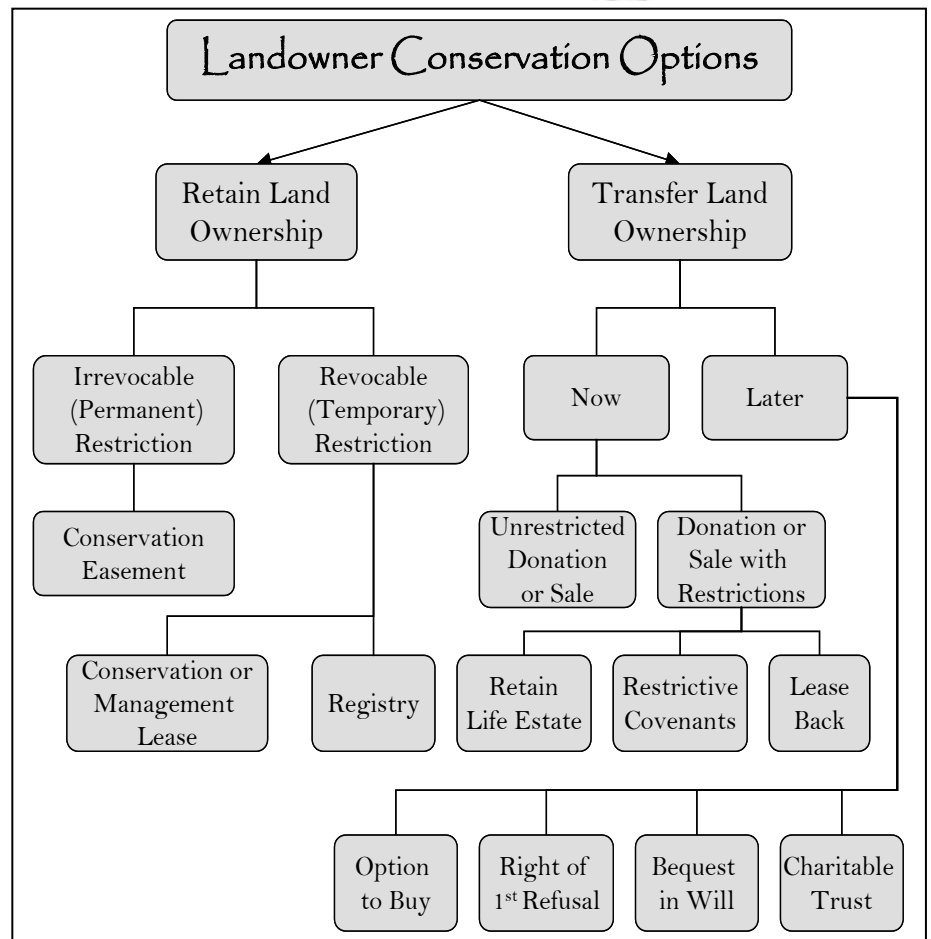 Landowner Conservation Options
Retain Land
Ownership
Transfer Land
Ownership
Irrevocable
(Permanent)
Restriction
Revocable
(Temporary)
Restriction
Now
Later
Conservation
Easement
Unrestricted
Donation
or Sale
Donation or
Sale with
Restrictions
Conservation or
Management
Lease
Registry
Retain
Life Estate
Restrictive
Covenants
Lease
Back
Option
to Buy
Right of
1st Refusal
Bequest
in Will
Charitable
Trust